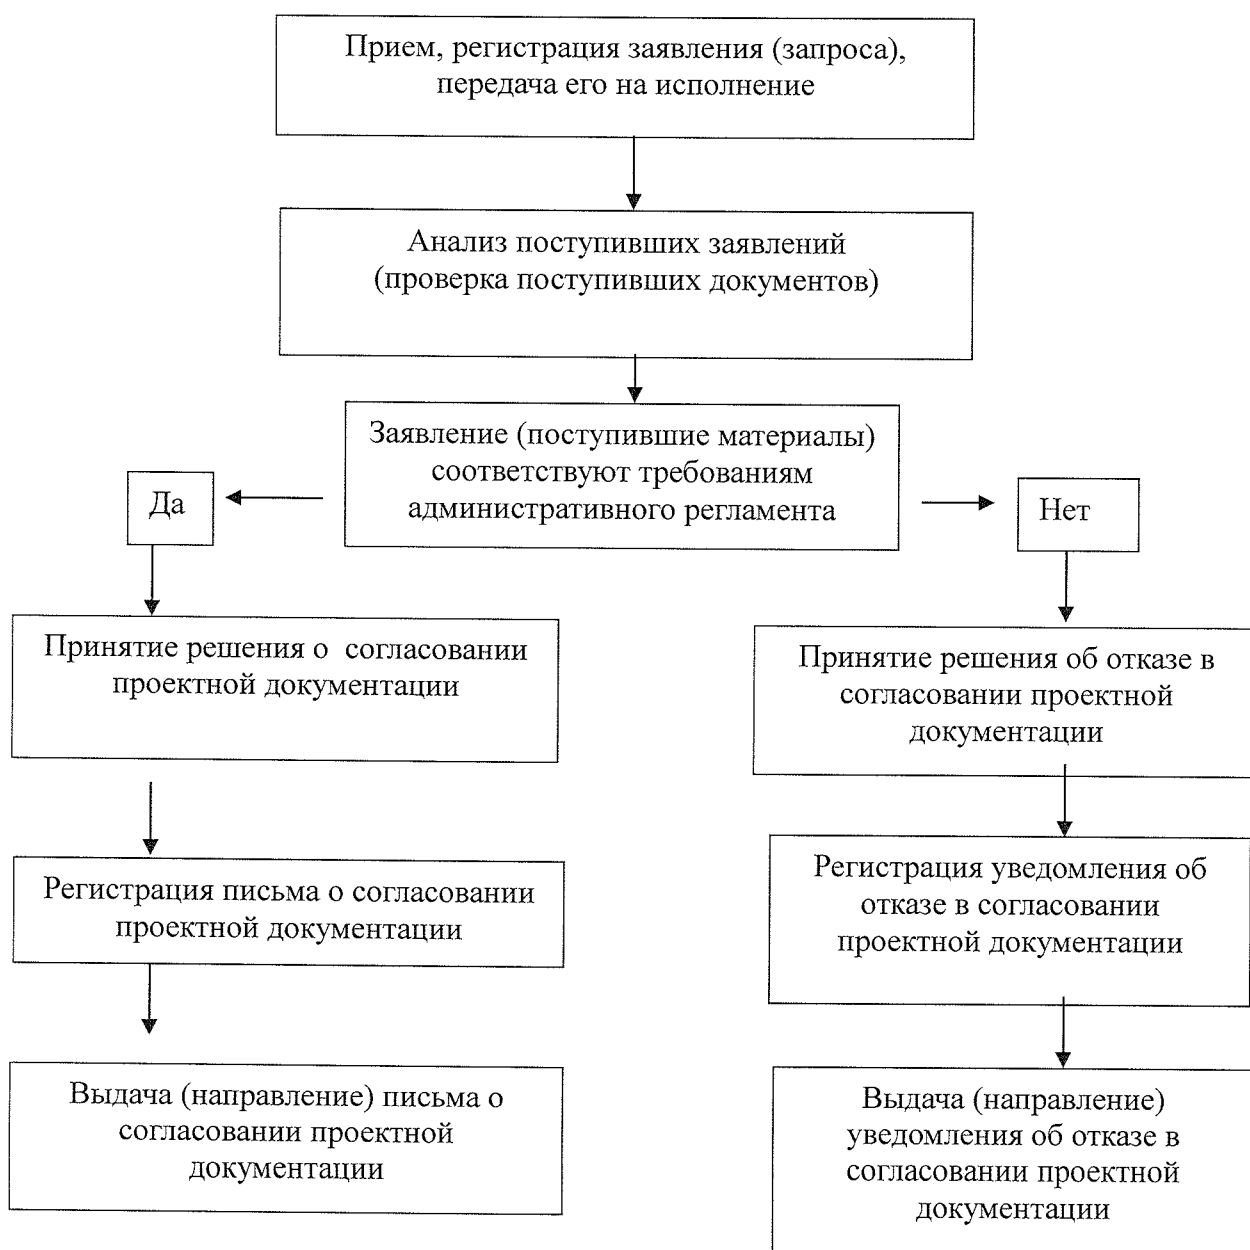 Прием, регистрация заявления (запроса),
передача его на исполнение
Анализ поступивших заявлений
(проверка поступивших документов)
Заявление (поступившие материалы)
соответствуют требованиям
административного регламента
Да
Нет
Принятие решения о согласовании
проектной документации
Принятие решения об отказе в
согласовании проектной
документации
Регистрация письма о согласовании
проектной документации
Регистрация уведомления об
отказе в согласовании
проектной документации
Выдача (направление) письма о
согласовании проектной
документации
Выдача (направление)
уведомления об отказе в
согласовании проектной
документации